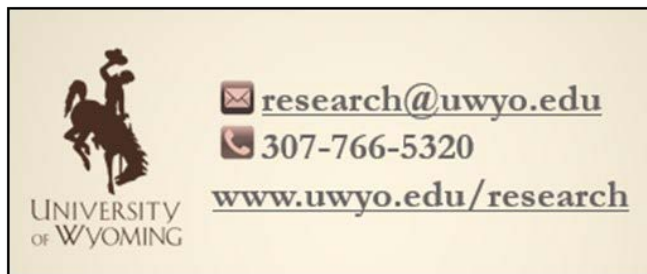 research@uwyo.edu
307-766-5320
www.uwyo.edu/research
UNIVERSITY
OF WYOMING